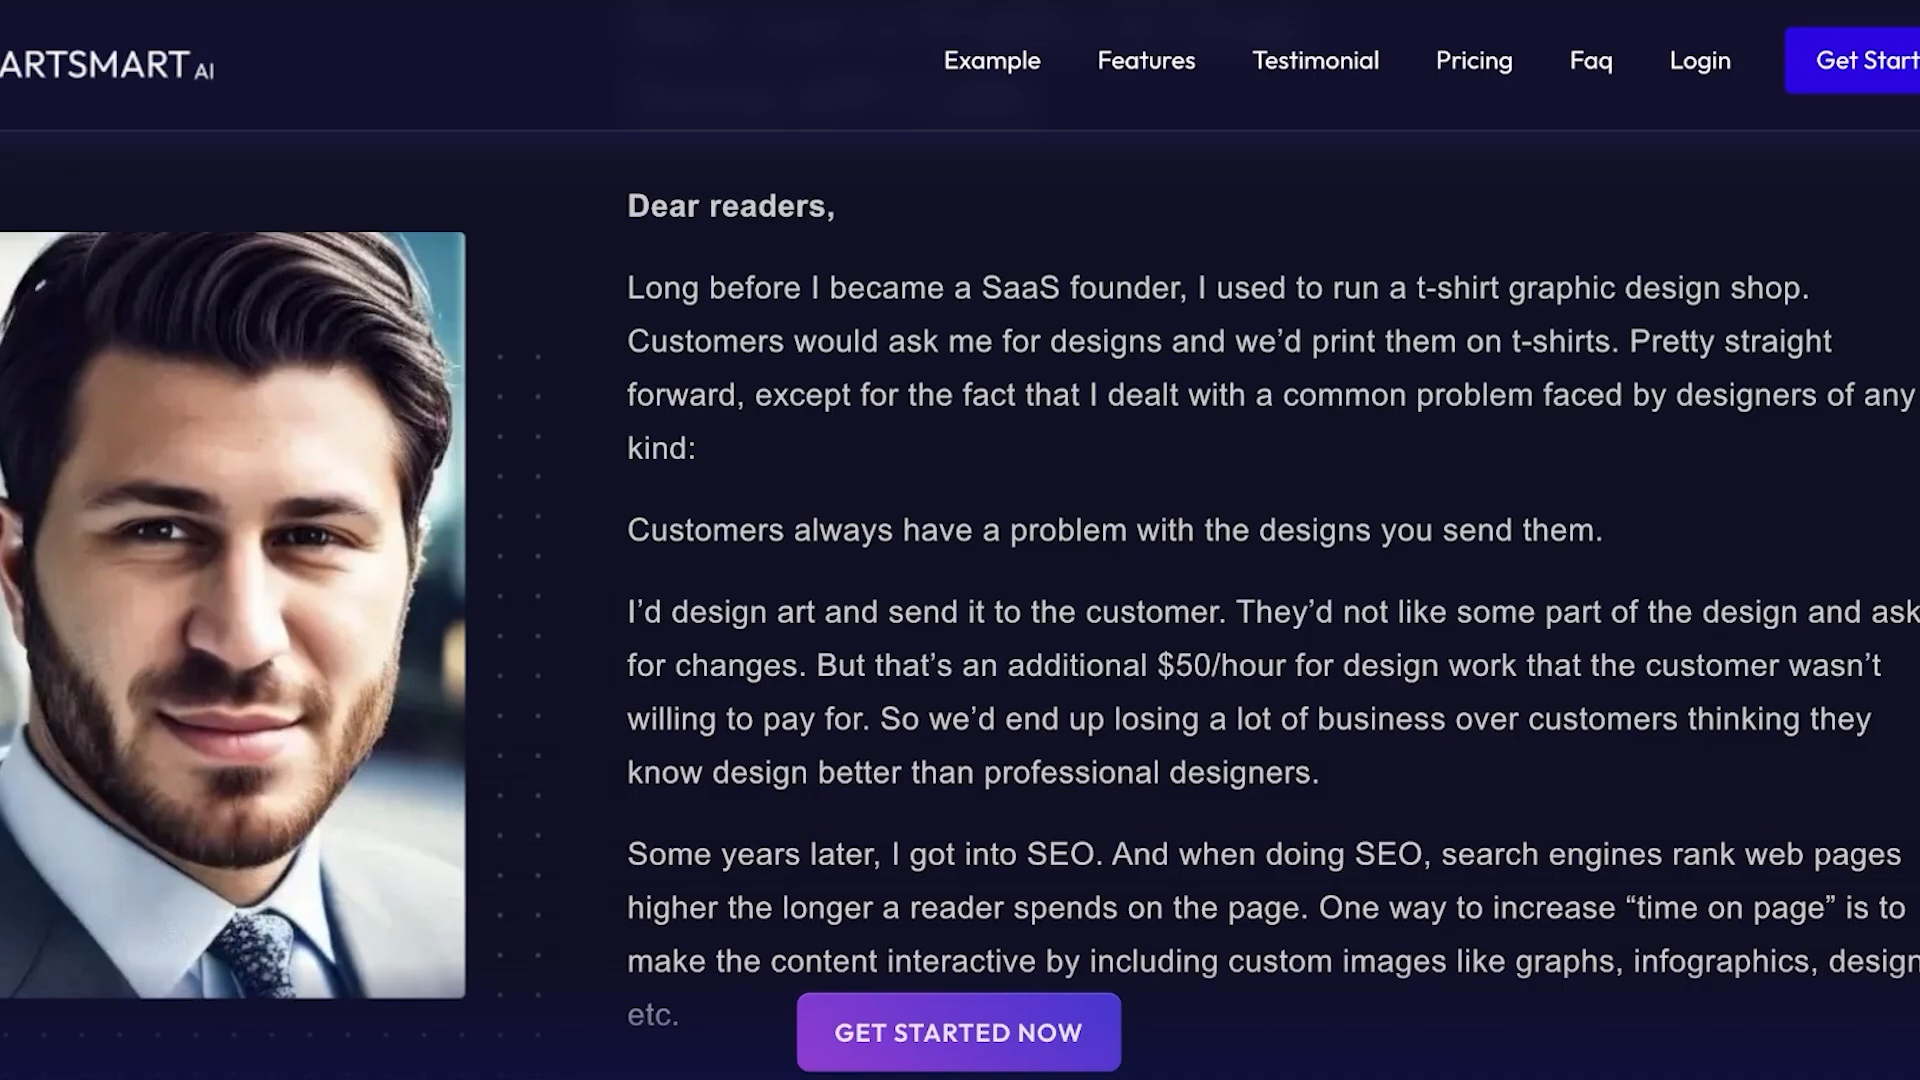 ARTSMART AI
Example Features Testimonial Pricing Faq Login Get Start
Dear readers,
Long before I became a SaaS founder, I used to run a t-shirt graphic design shop.
Customers would ask me for designs and we’d print them on t-shirts. Pretty straight
forward, except for the fact that I dealt with a common problem faced by designers of any
kind:
Customers always have a problem with the designs you send them.
I’d design art and send it to the customer. They’d not like some part of the design and ask
for changes. But that’s an additional $50/hour for design work that the customer wasn’t
willing to pay for. So we’d end up losing a lot of business over customers thinking they
know design better than professional designers.
Some years later, I got into SEO. And when doing SEO, search engines rank web pages
higher the longer a reader spends on the page. One way to increase “time on page” is to
make the content interactive by including custom images like graphs, infographics, design
etc.
GET STARTED NOW